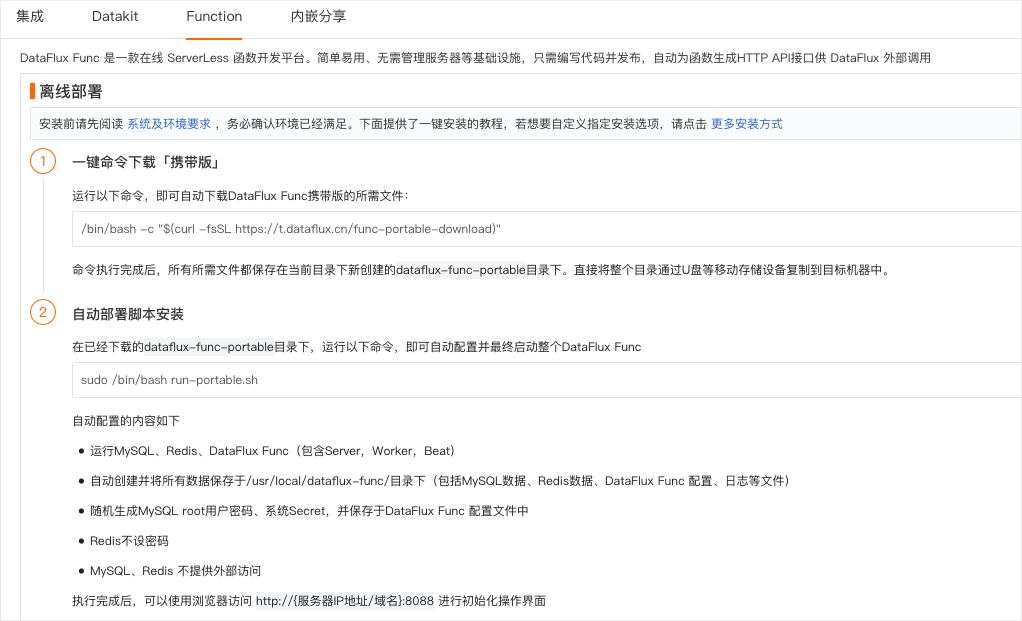 集成 Datakit Function 内嵌分享
DataFlux Func 是一款在线 ServerLess 函数开发平台。简单易用、无需管理服务器等基础设施，只需编写代码并发布，自动为函数生成HTTP API接口供 DataFlux 外部调用
离线部署
安装前请先阅读 系统及环境要求 ，务必确认环境已经满足。下面提供了一键安装的教程，若想要自定义指定安装选项，请点击 更多安装方式
1 一键命令下载「携带版」
运行以下命令，即可自动下载DataFlux Func携带版的所需文件：
/bin/bash -c "$(curl -fsSL https://t.dataflux.cn/func-portable-download)"
命令执行完成后，所有所需文件都保存在当前目录下新创建的dataflux-func-portable目录下。直接将整个目录通过U盘等移动存储设备复制到目标机器中。
2 自动部署脚本安装
在已经下载的dataflux-func-portable目录下，运行以下命令，即可自动配置并最终启动整个DataFlux Func
sudo /bin/bash run-portable.sh
自动配置的内容如下
● 运行MySQL、Redis、DataFlux Func（包含Server，Worker，Beat）
● 自动创建并将所有数据保存于/usr/local/dataflux-func/目录下（包括MySQL数据、Redis数据、DataFlux Func 配置、日志等文件）
● 随机生成MySQL root用户密码、系统Secret，并保存于DataFlux Func 配置文件中
● Redis不设密码
● MySQL、Redis 不提供外部访问
执行完成后，可以使用浏览器访问 http://{服务器IP地址/域名}:8088 进行初始化操作界面